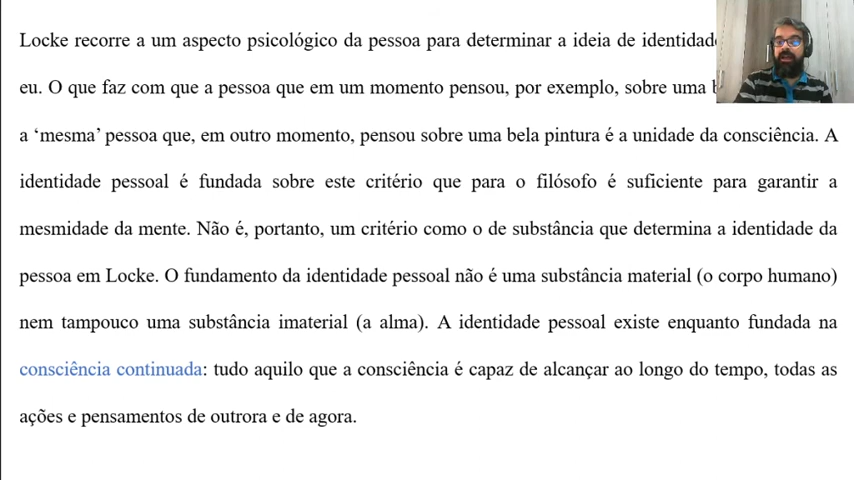 Locke recorre a um aspecto psicológico da pessoa para determinar a ideia de identidade
eu. O que faz com que a pessoa que em um momento pensou, por exemplo, sobre uma
a ‘mesma’ pessoa que, em outro momento, pensou sobre uma bela pintura é a unidade da consciência. A
identidade pessoal é fundada sobre este critério que para o filósofo é suficiente para garantir a
mesmidade da mente. Não é, portanto, um critério como o de substância que determina a identidade da
pessoa em Locke. O fundamento da identidade pessoal não é uma substância material (o corpo humano)
nem tampouco uma substância imaterial (a alma). A identidade pessoal existe enquanto fundada na
consciência continuada: tudo aquilo que a consciência é capaz de alcançar ao longo do tempo, todas as
ações e pensamentos de outrora e de agora.